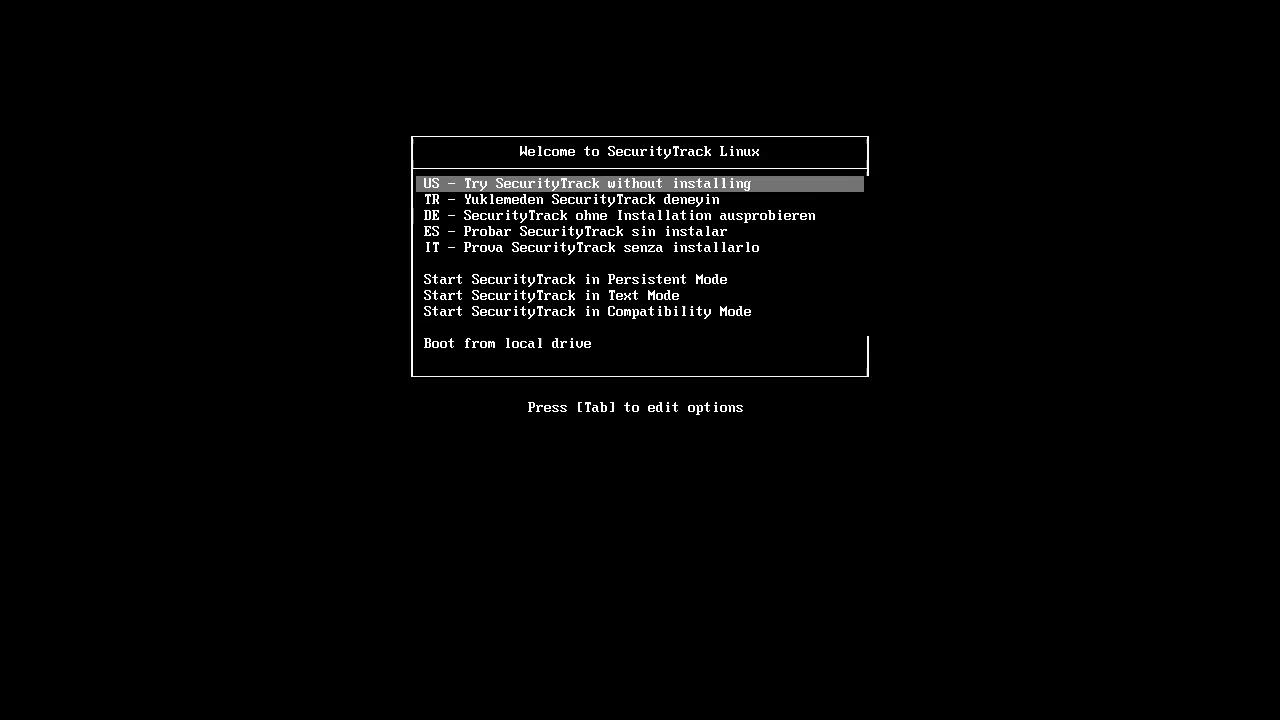 Welcome to SecurityTrack Linux
US - Try SecurityTrack without installing
TR - Yuklemeden SecurityTrack deneyin
DE - SecurityTrack ohne Installation ausprobieren
ES - Probar SecurityTrack sin instalar
IT - Prova SecurityTrack senza installarlo
Start SecurityTrack in Persistent Mode
Start SecurityTrack in Text Mode
Start SecurityTrack in Compatibility Mode
Boot from local drive
Press [Tab] to edit options